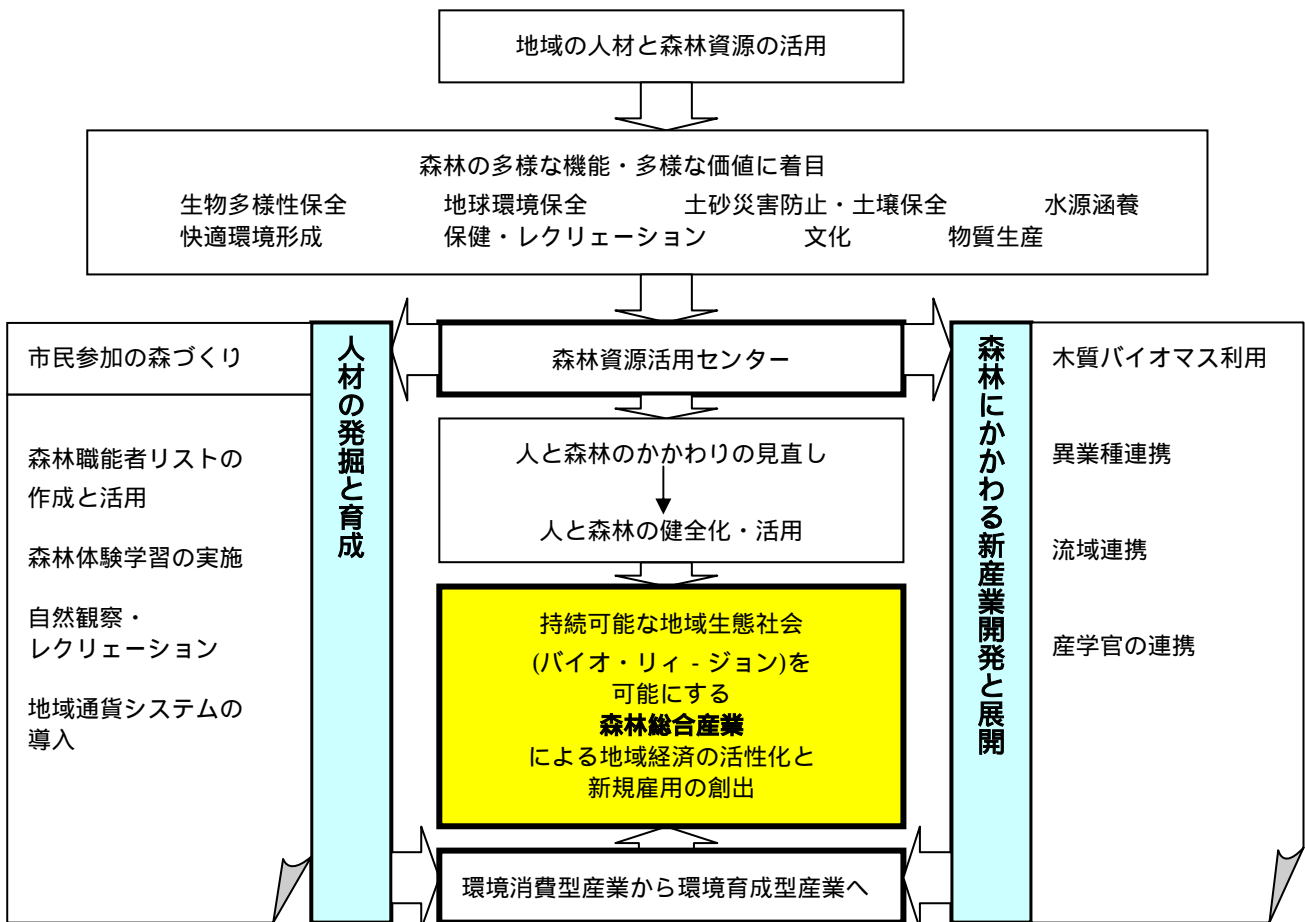 地域の人材と森林資源の活用
森林の多様な機能・多様な価値に着目
生物多様性保全 地球環境保全 土砂災害防止・土壌保全 水源涵養
快適環境形成 保健・レクリェーション 文化 物質生産
市民参加の森づくり
森林職能者リストの
作成と活用
森林体験学習の実施
自然観察・
レクリェーション
地域通貨システムの
導入
人材の発掘と育成
森林資源活用センター
人と森林のかかわりの見直し
人と森林の健全化・活用
持続可能な地域生態社会
(バイオ・リィ - ジョン)を
可能にする
森林総合産業
による地域経済の活性化と
新規雇用の創出
環境消費型産業から環境育成型産業へ
森林にかかわる新産業開発と展開
木質バイオマス利用
異業種連携
流域連携
産学官の連携